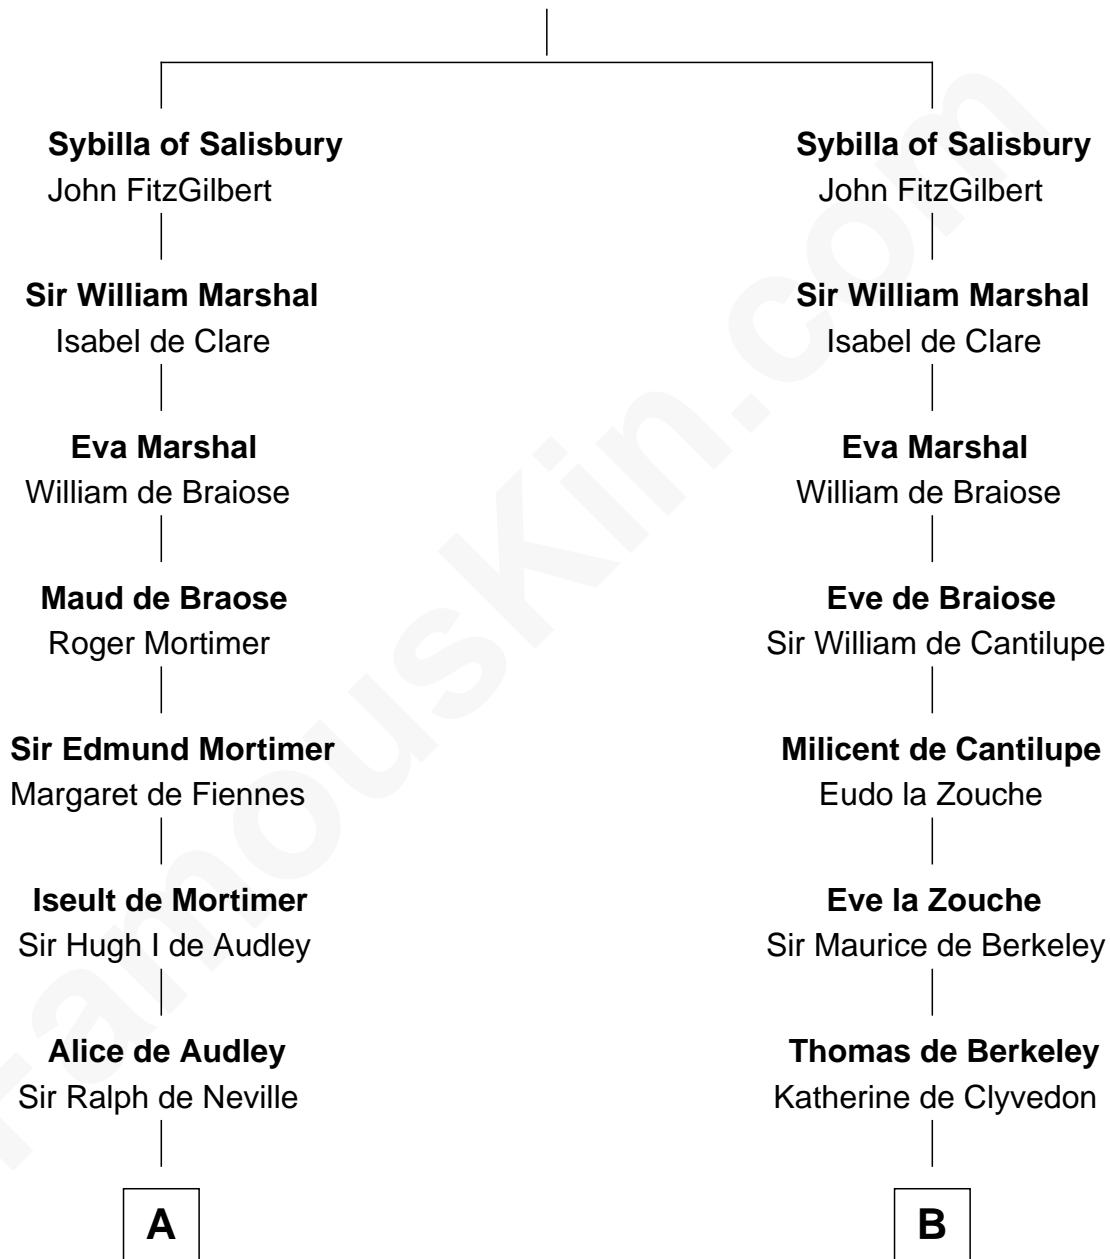 Sybilla of Salisbury
John FitzGilbert
Sir William Marshal
Isabel de Clare
Eva Marshal
William de Braiose
Maud de Braose
Roger Mortimer
Sir Edmund Mortimer
Margaret de Fiennes
Iseult de Mortimer
Sir Hugh I de Audley
Alice de Audley
Sir Ralph de Neville
A
Sybilla of Salisbury
John FitzGilbert
Sir William Marshal
Isabel de Clare
Eva Marshal
William de Braiose
Eve de Braiose
Sir William de Cantilupe
Milicent de Cantilupe
Eudo la Zouche
Eve la Zouche
Sir Maurice de Berkeley
Thomas de Berkeley
Katherine de Clyvedon
B
FamousKin.com